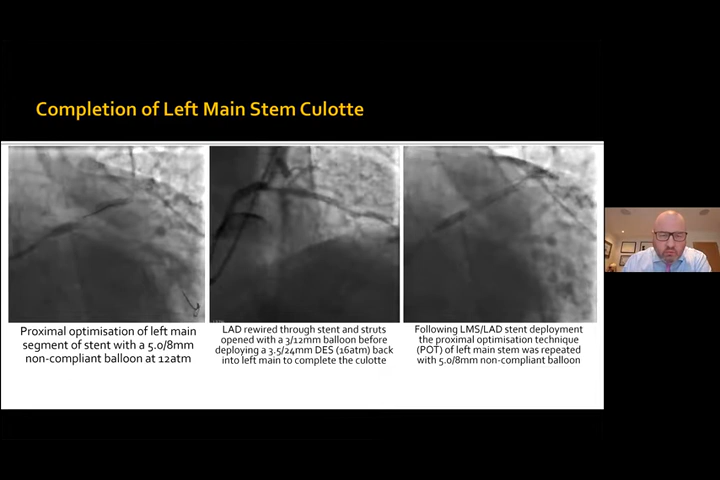 Completion of Left Main Stem Culotte
Proximal optimisation of left main
segment of stent with a 5.0/8mm
non-compliant balloon at 12atm
LAD rewired through stent and struts
opened with a 3/12mm balloon before
deploying a 3.5/24mm DES (16atm) back
into left main to complete the culotte
Following LMS/LAD stent deployment
the proximal optimisation technique
(POT) of left main stem was repeated
with 5.0/8mm non-compliant balloon